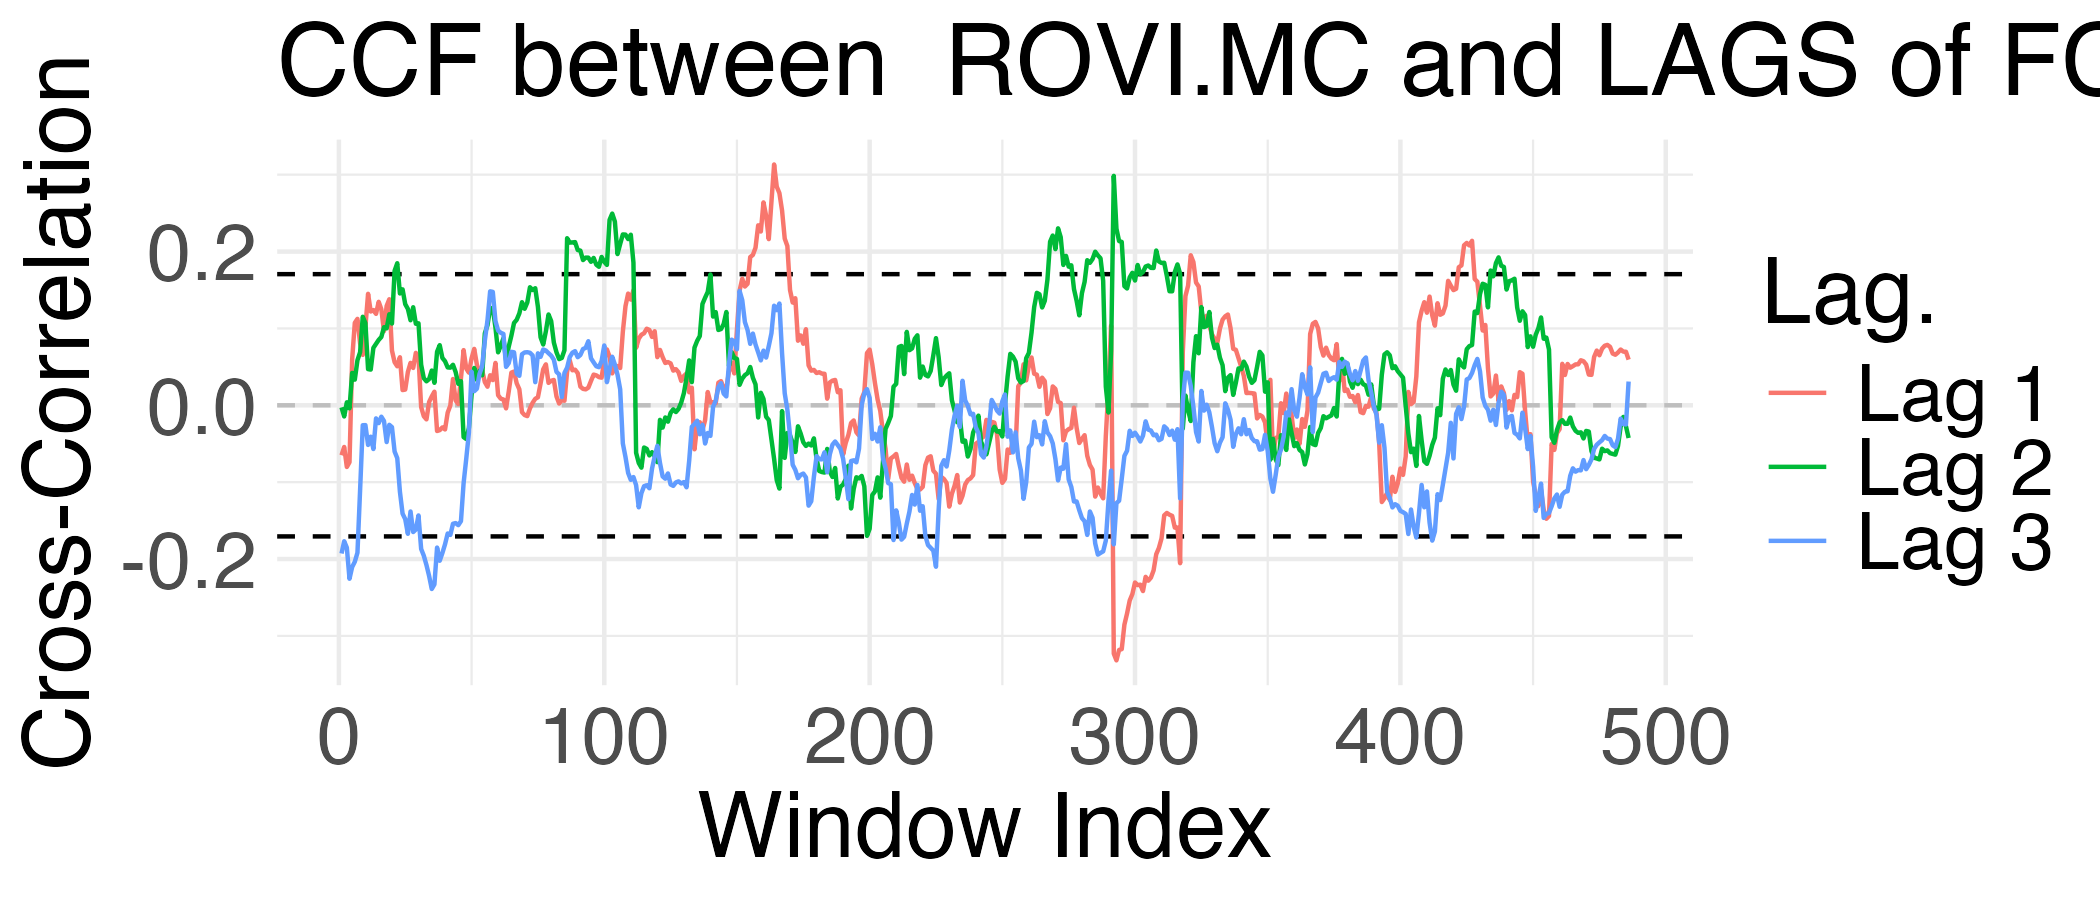 CCF between  ROVI.MC and LAGS of
Cross-Correlation
0.2
0.0
-0.2
0
100
200
300
400
500
Window Index
Lag.
Lag 1
Lag 2
Lag 3